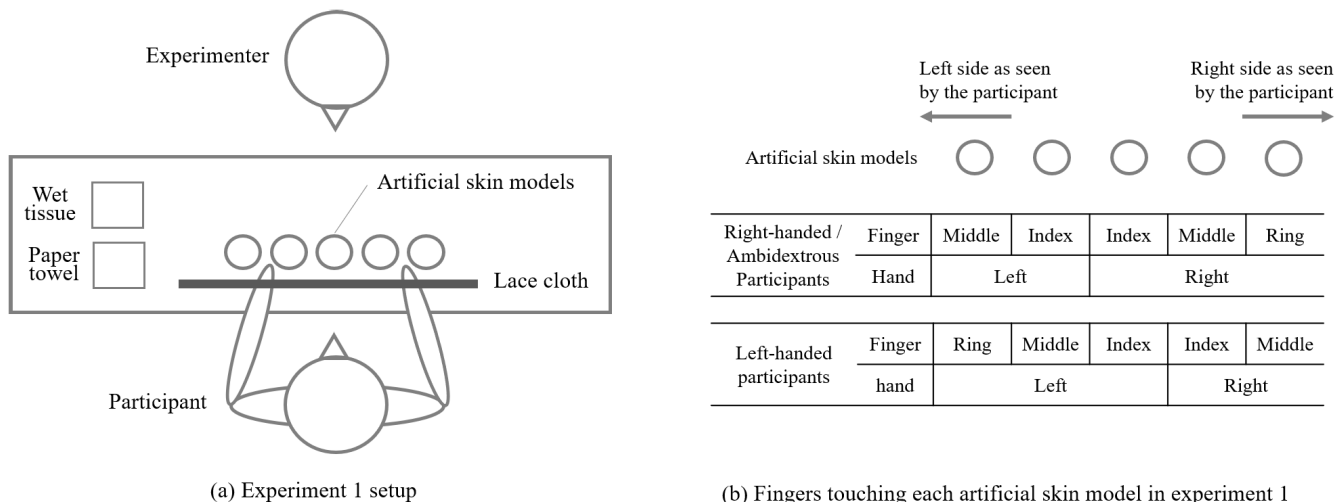 Experimenter
Wet
tissue
Paper
towel
Artificial skin models
Lace cloth
Participant
(a) Experiment 1 setup
Left side as seen
by the participant
Right side as seen
by the participant
Artificial skin models
Right-handed /
Ambidextrous
Participants
Finger Middle Index Index Middle Ring
Hand Left Right
Left-handed
participants
Finger Ring Middle Index Index Middle
hand Left Right
(b) Fingers touching each artificial skin model in experiment 1